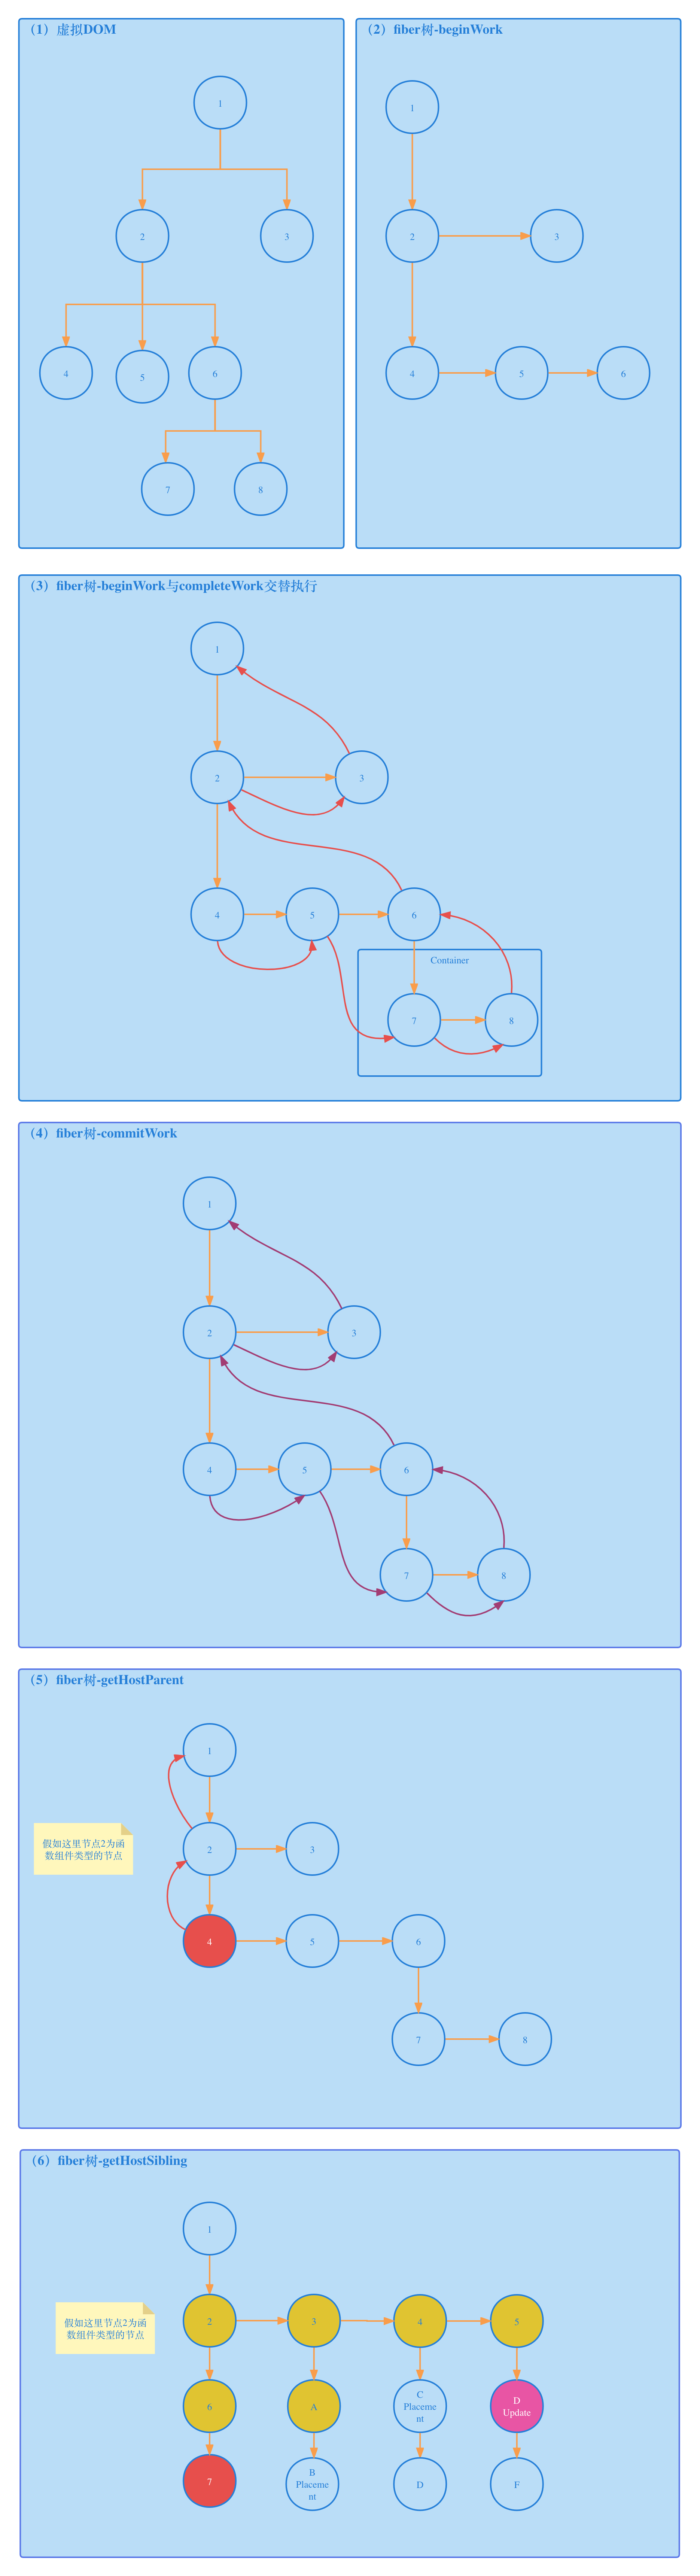 （1）虚拟DOM
1
2
3
4
5
6
7
8
（2）fiber树-beginWork
1
2
3
4
5
6
（3）fiber树-beginWork与completeWork交替执行
1
2
3
4
5
6
Container
7
8
（4）fiber树-commitWork
1
2
3
4
5
6
7
8
（5）fiber树-getHostParent
1
假如这里节点2为函
数组件类型的节点
2
3
4
5
6
7
8
（6）fiber树-getHostSibling
1
假如这里节点2为函
数组件类型的节点
2
3
4
5
6
A
C
Placeme
nt
D
Update
7
B
Placeme
nt
D
F